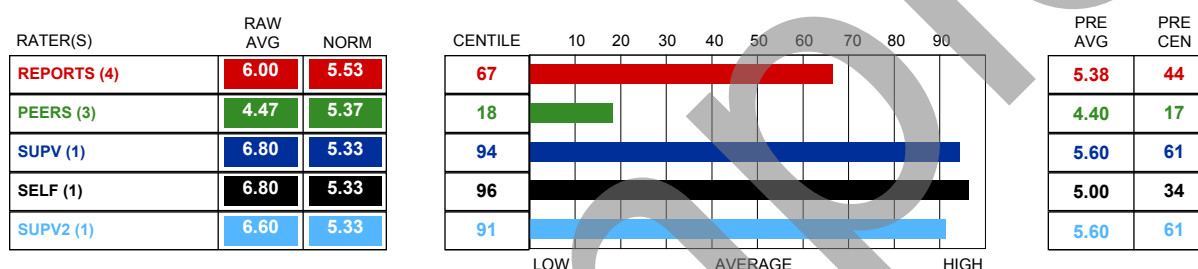 RATER(S) RAW AVG NORM CENTILE 10 20 30 40 50 60 70 80 90 PRE AVG PRE CEN
REPORTS (4) 6.00 5.53 67 5.38 44
PEERS (3) 4.47 5.37 18 4.40 17
SUPV (1) 6.80 5.33 94 5.60 61
SELF (1) 6.80 5.33 96 5.00 34
SUPV2 (1) 6.60 5.33 91 5.60 61
LOW AVERAGE HIGH